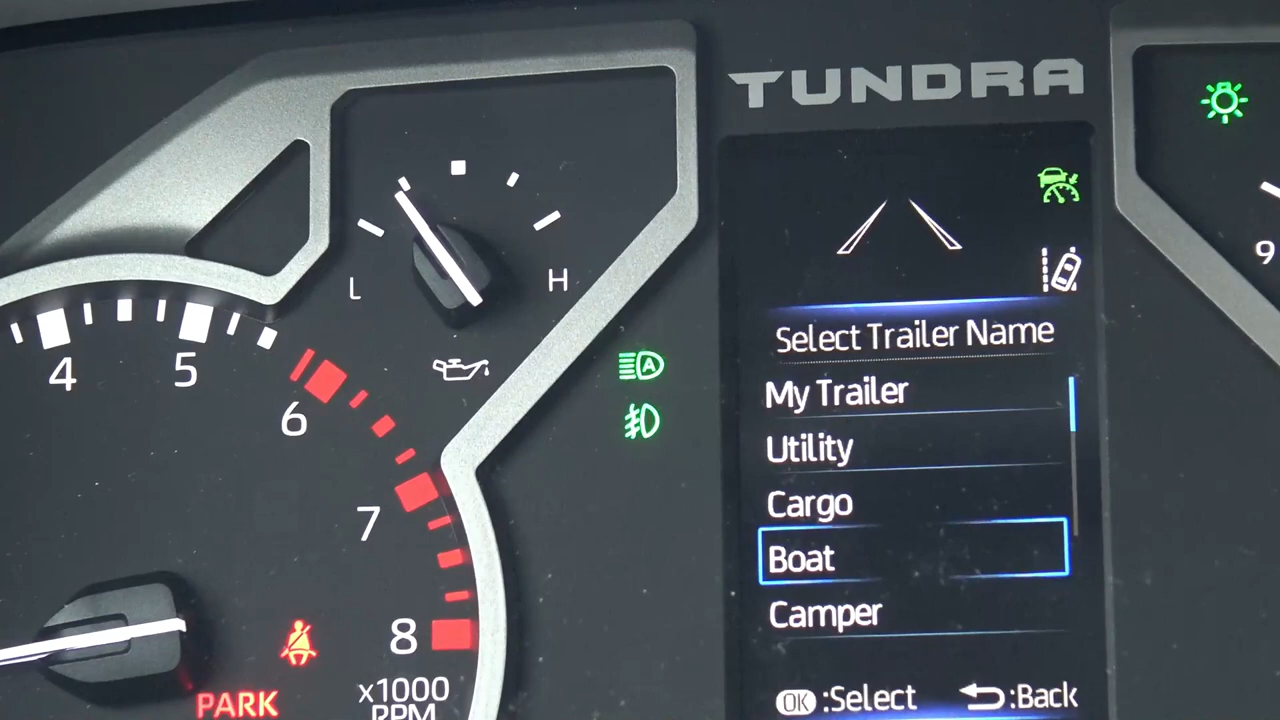 TUNDRA
L
H
4
5
6
7
8
x1000
RPM
PARK
A
9
Select Trailer Name
My Trailer
Utility
Cargo
Boat
Camper
OK :Select
:Back